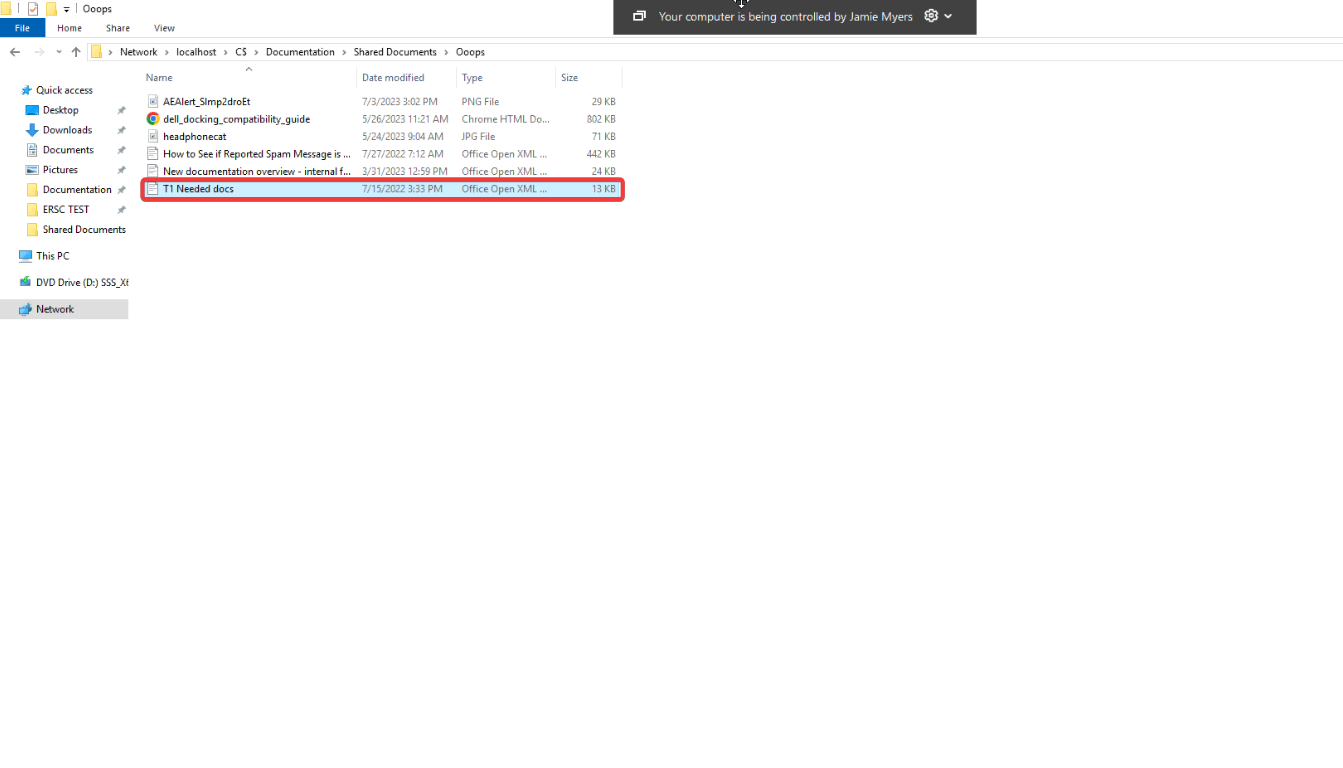 Ooops
Your computer is being controlled by Jamie Myers
File Home Share View
Network > localhost > C$ > Documentation > Shared Documents > Ooops
Name Date modified Type Size
Quick access
Desktop
Downloads
Documents
Pictures
Documentation
ERSC TEST
Shared Documents
This PC
DVD Drive (D:) SSS_Xf
Network
AEAlert_SImp2droEt 7/3/2023 3:02 PM PNG File 29 KB
dell_docking_compatibility_guide 5/26/2023 11:21 AM Chrome HTML Do... 802 KB
headphonecat 5/24/2023 9:04 AM JPG File 71 KB
How to See if Reported Spam Message is ... 7/27/2022 7:12 AM Office Open XML ... 442 KB
New documentation overview - internal f... 3/31/2023 12:59 PM Office Open XML ... 24 KB
T1 Needed docs 7/15/2022 3:33 PM Office Open XML ... 13 KB